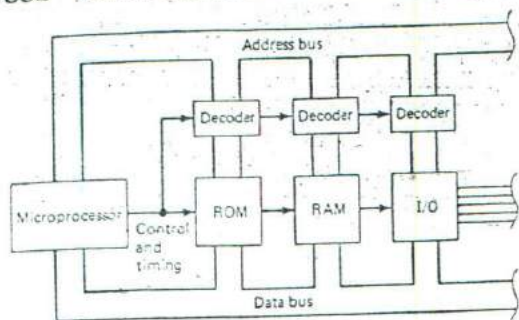 Address bus
Decoder
Decoder
Decoder
Microprocessor
ROM
RAM
I/O
Control
and
timing
Data bus